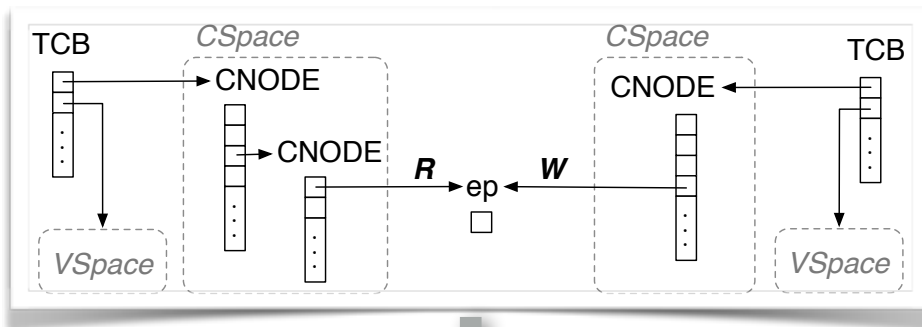 CSpace
CSpace
TCB
TCB
CNODE
CNODE
CNODE
R
ep
W
VSpace
VSpace